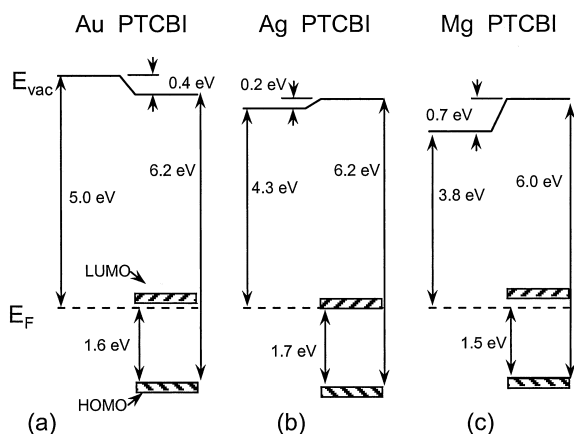 Au PTCBI
Ag PTCBI
Mg PTCBI
Evac
0.4 eV
0.2 eV
0.7 eV
5.0 eV
6.2 eV
4.3 eV
6.2 eV
3.8 eV
6.0 eV
LUMO
EF
1.6 eV
1.7 eV
1.5 eV
HOMO
(a)
(b)
(c)